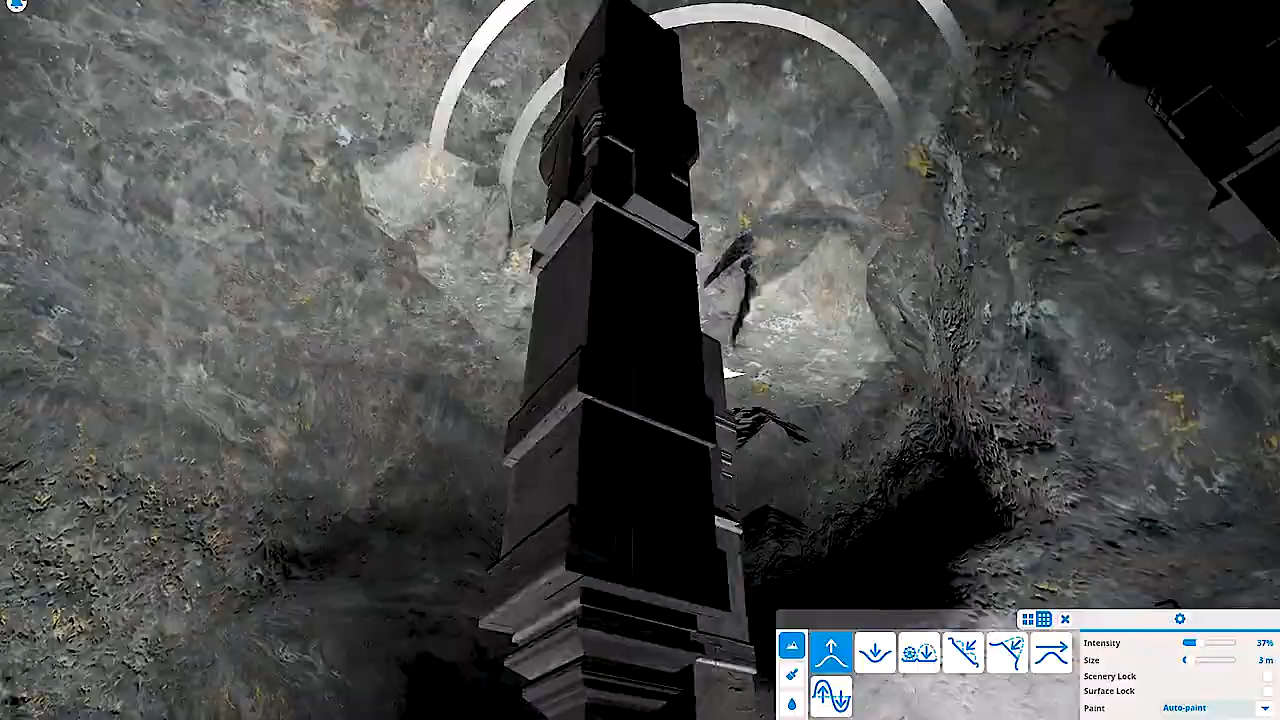 Intensity 37%
Size 3 m
Scenery Lock
Surface Lock
Paint Auto-paint